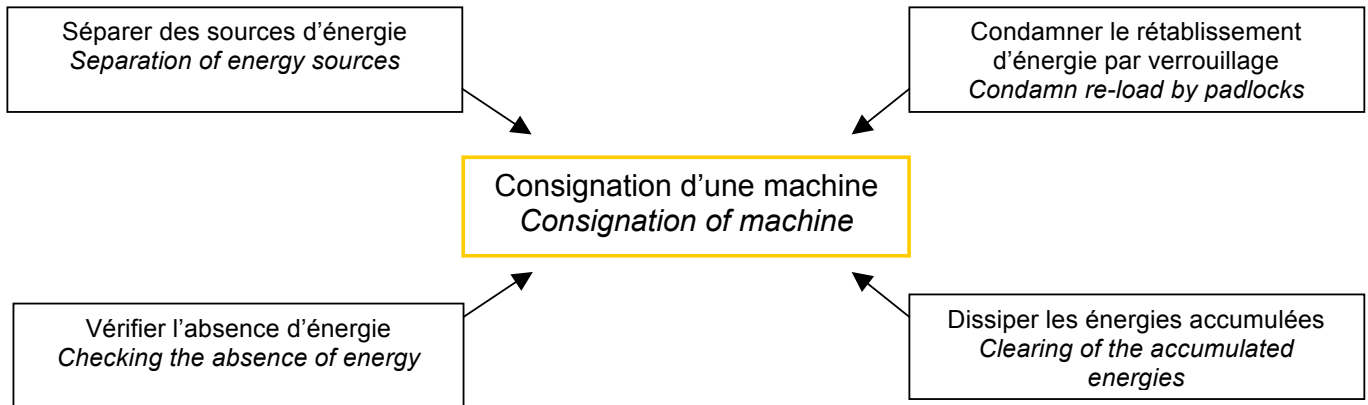 Séparer des sources d’énergie
Separation of energy sources
Condamner le rétablissement
d’énergie par verrouillage
Condamn re-load by padlocks
Consignation d’une machine
Consignation of machine
Vérifier l’absence d’énergie
Checking the absence of energy
Dissiper les énergies accumulées
Clearing of the accumulated
energies